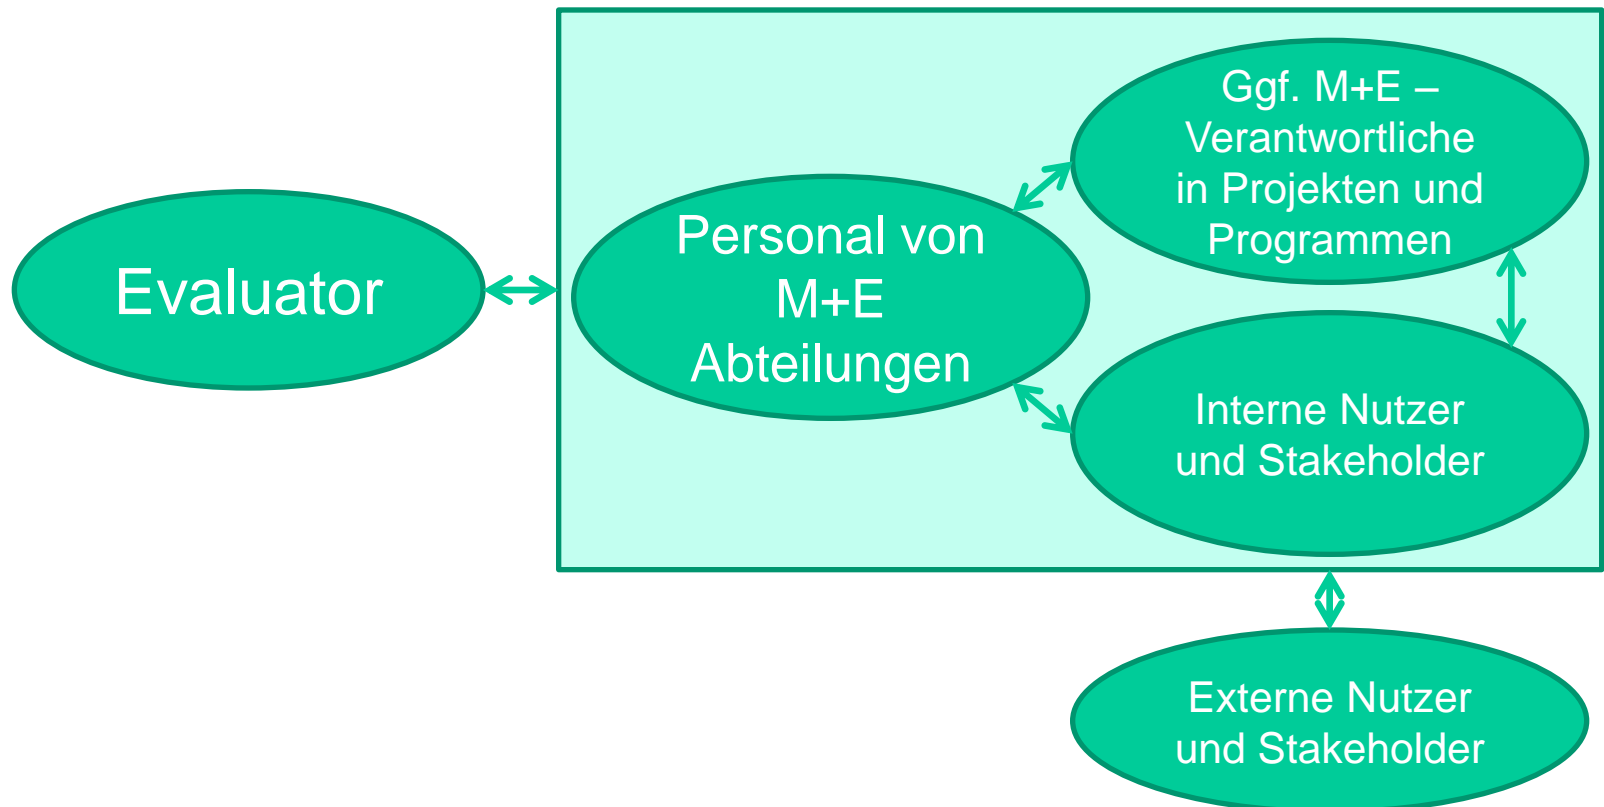 Evaluator
Personal von
M+E
Abteilungen
Ggf. M+E –
Verantwortliche
in Projekten und
Programmen
Interne Nutzer
und Stakeholder
Externe Nutzer
und Stakeholder